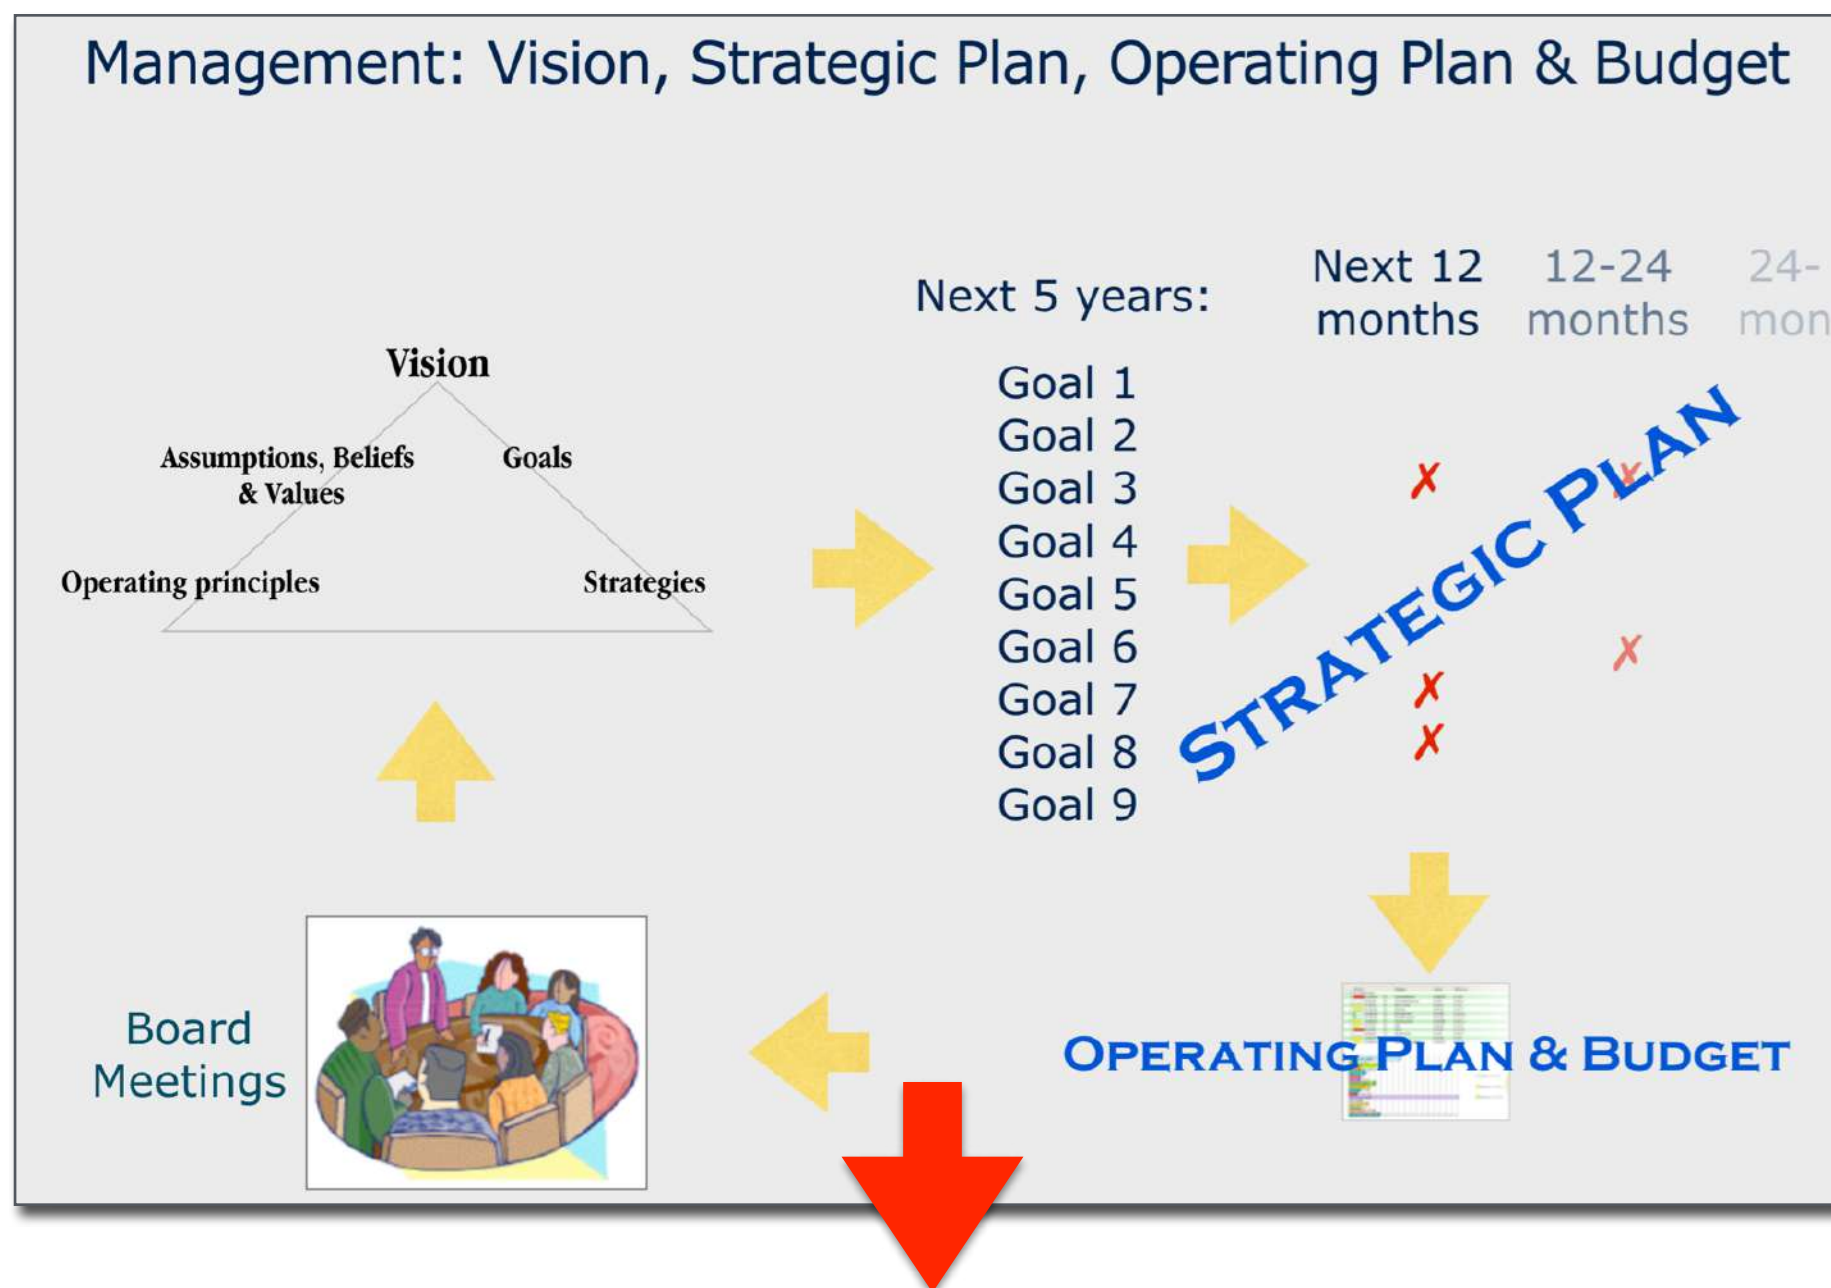 Management: Vision, Strategic Plan, Operating Plan & Budget
Vision
Assumptions, Beliefs
& Values
Goals
Operating principles
Strategies
Next 5 years:
Goal 1
Goal 2
Goal 3
Goal 4
Goal 5
Goal 6
Goal 7
Goal 8
Goal 9
Next 12
months
12-24
months
24-
mon
✗ ✗
✗
✗
✗
STRATEGIC PLAN
OPERATING PLAN & BUDGET
Board
Meetings